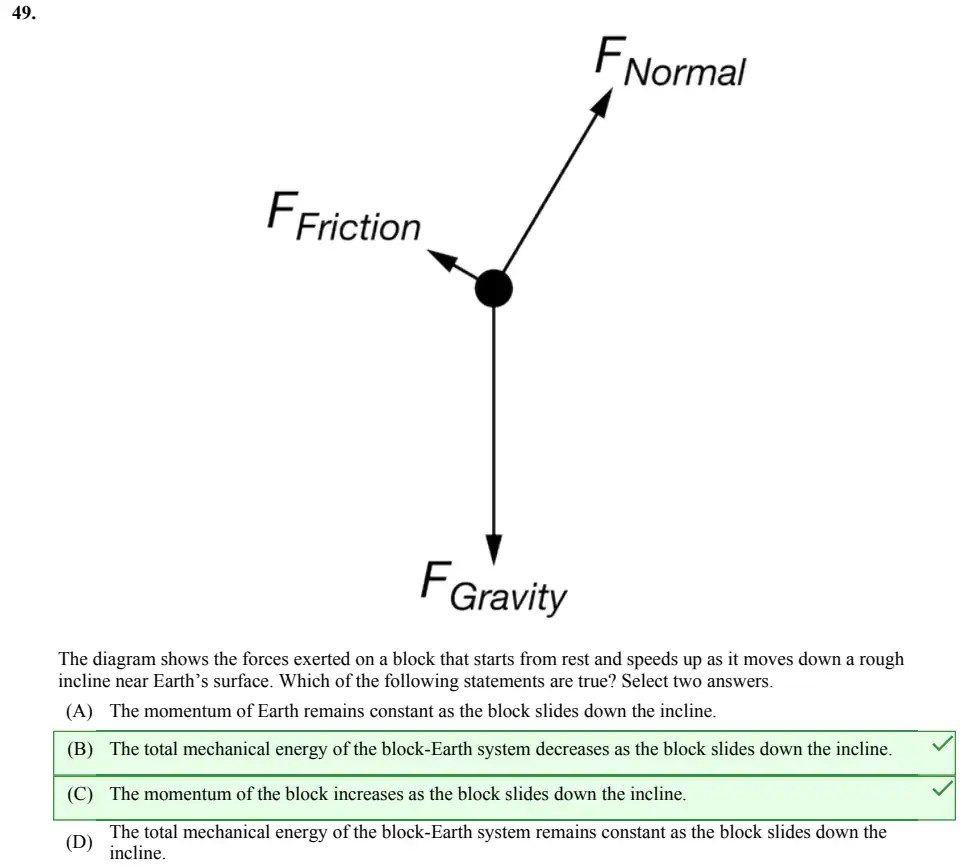 49.
F Normal
F Friction
F Gravity
The diagram shows the forces exerted on a block that starts from rest and speeds up as it moves down a rough
incline near Earth’s surface. Which of the following statements are true? Select two answers.
(A) The momentum of Earth remains constant as the block slides down the incline.
(B) The total mechanical energy of the block-Earth system decreases as the block slides down the incline.
(C) The momentum of the block increases as the block slides down the incline.
(D) The total mechanical energy of the block-Earth system remains constant as the block slides down the
incline.